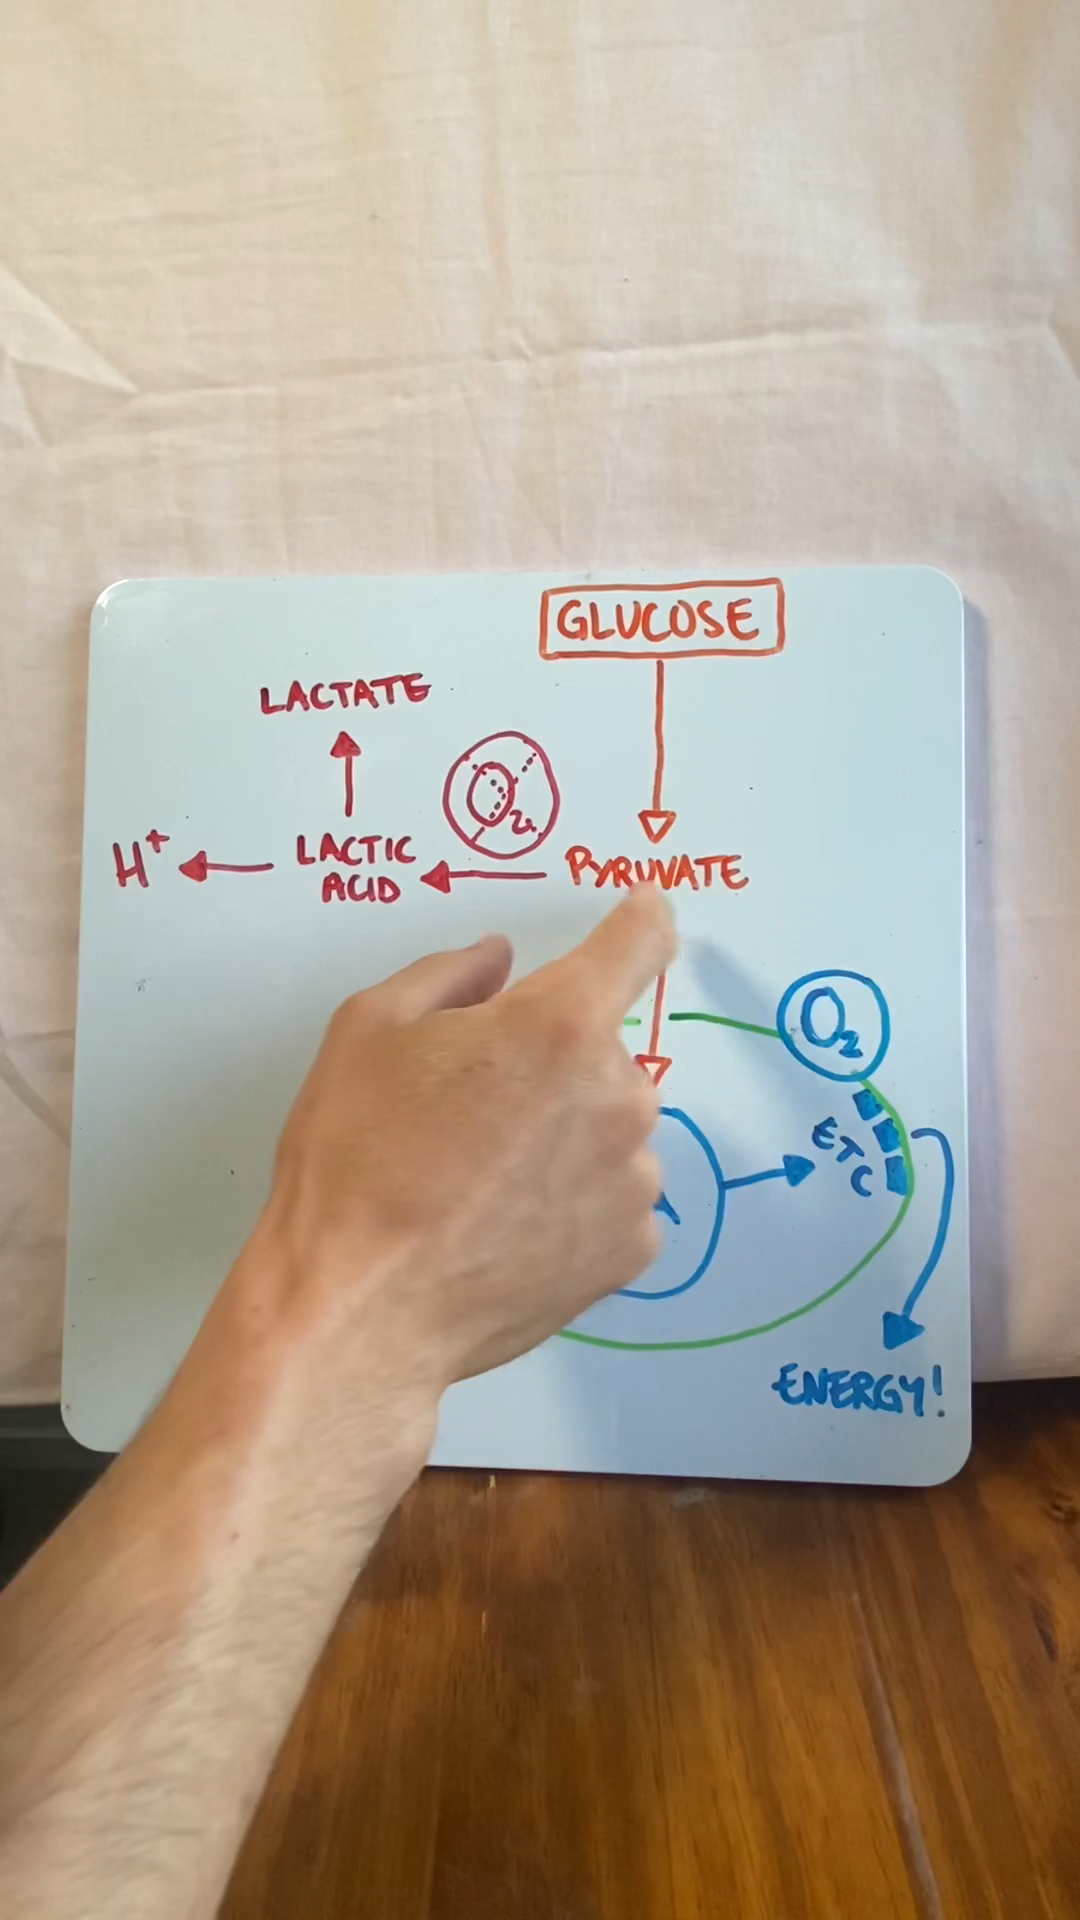 GLUCOSE
LACTATE
O2
H+
LACTIC
ACID
PYRUVATE
O2
ETC
ENERGY!